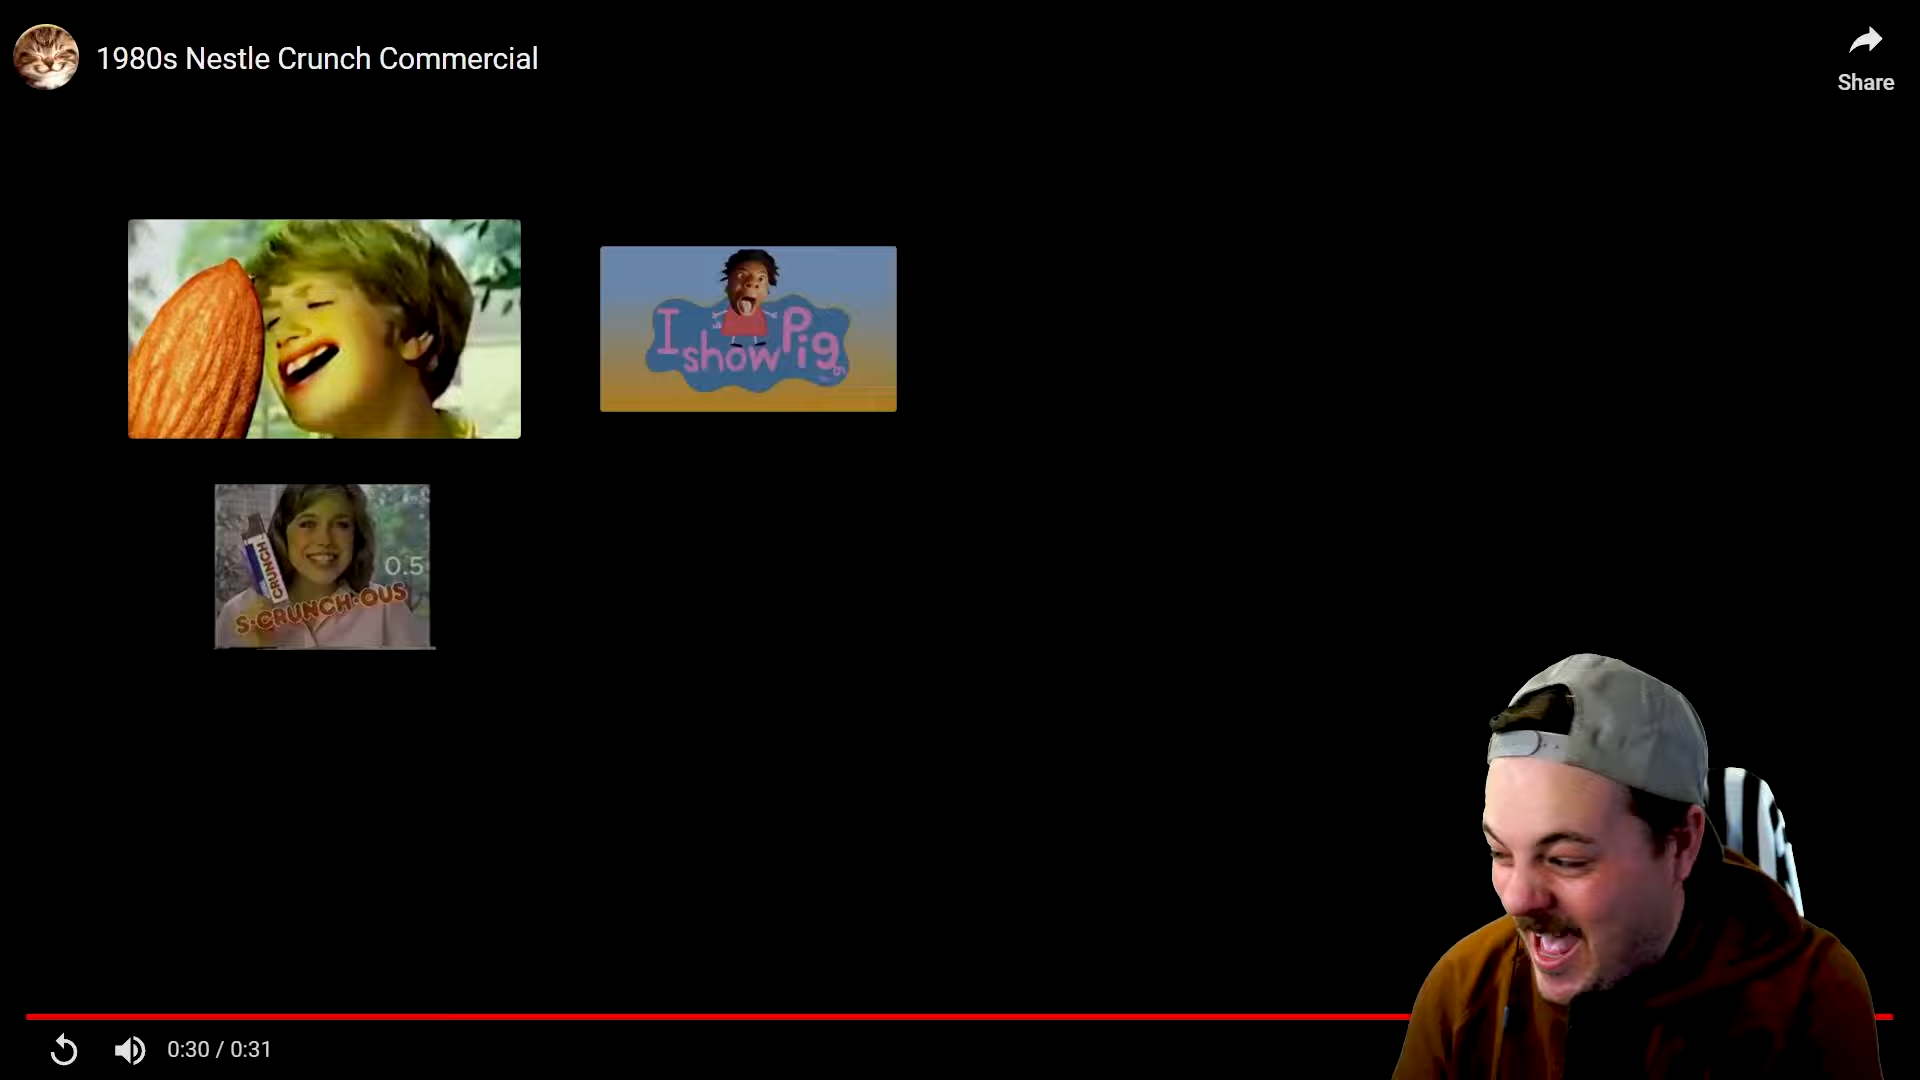 1980s Nestle Crunch Commercial
Share
I show Pig
CRUNCH
0.5
S·CRUNCH·OUS
0:30 / 0:31